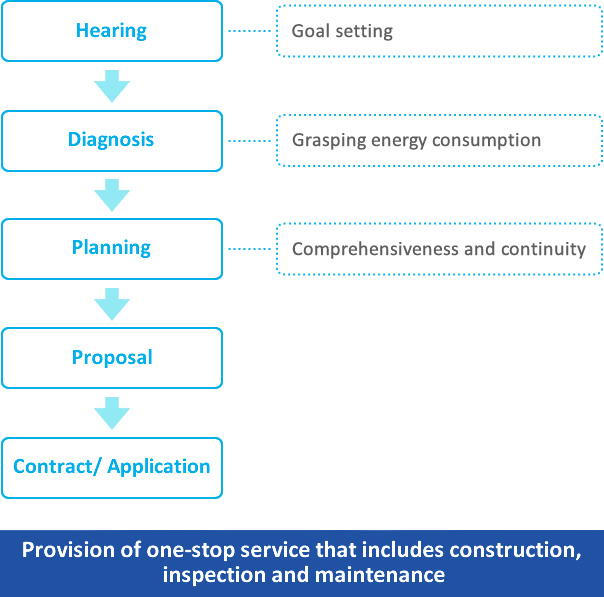 Hearing
Goal setting
Diagnosis
Grasping energy consumption
Planning
Comprehensiveness and continuity
Proposal
Contract/ Application
Provision of one-stop service that includes construction,
inspection and maintenance